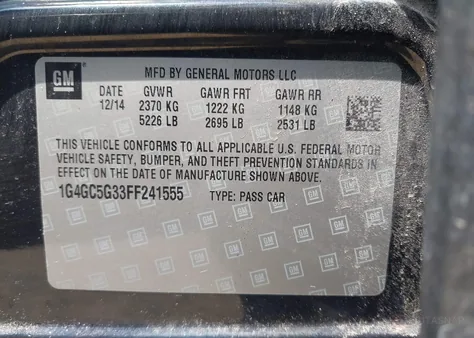 GM MFD BY GENERAL MOTORS LLC
DATE GVWR GAWR FRT GAWR RR
12/14 2370 KG 1222 KG 1148 KG
5226 LB 2695 LB 2531 LB
THIS VEHICLE CONFORMS TO ALL APPLICABLE U.S. FEDERAL MOTOR
VEHICLE SAFETY, BUMPER, AND THEFT PREVENTION STANDARDS IN
EFFECT ON THE DATE OF MANUFACTURE SHOWN ABOVE.
1G4GC5G33FF241555 TYPE: PASS CAR